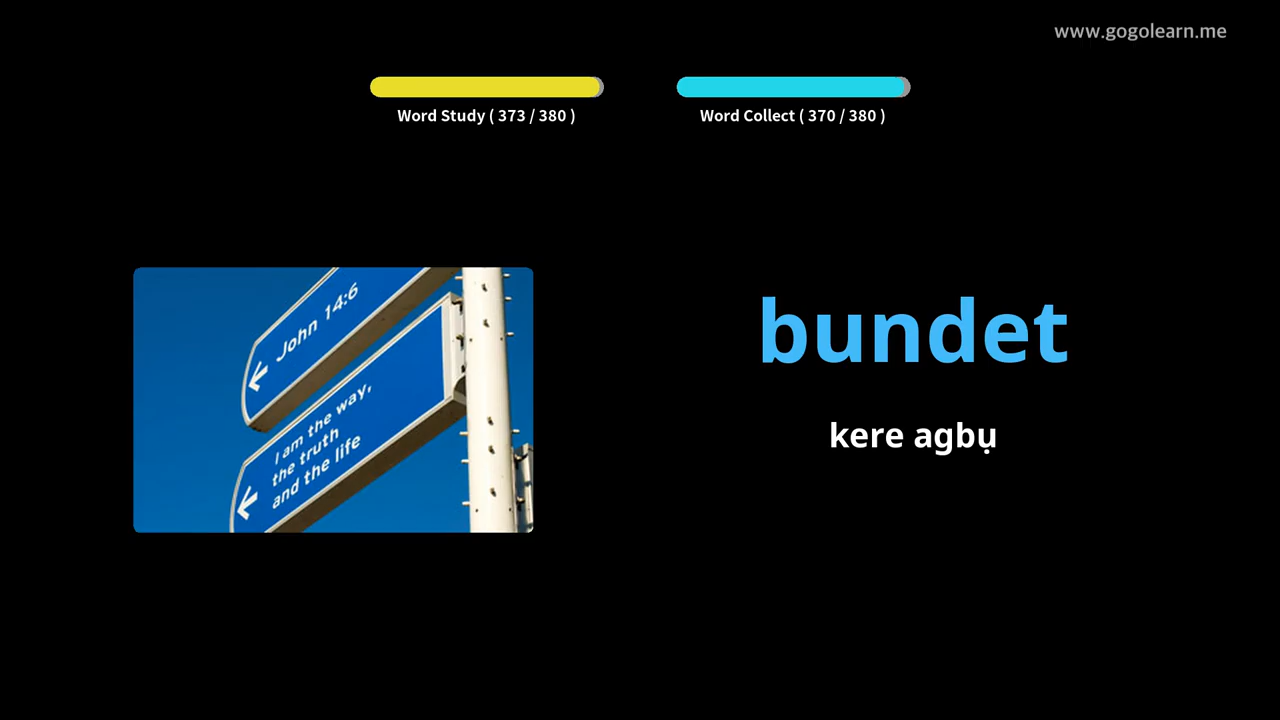 www.gogolearn.me
Word Study ( 373 / 380 )
Word Collect ( 370 / 380 )
John 14:6
I am the way,
the truth
and the life
bundet
kere agbụ